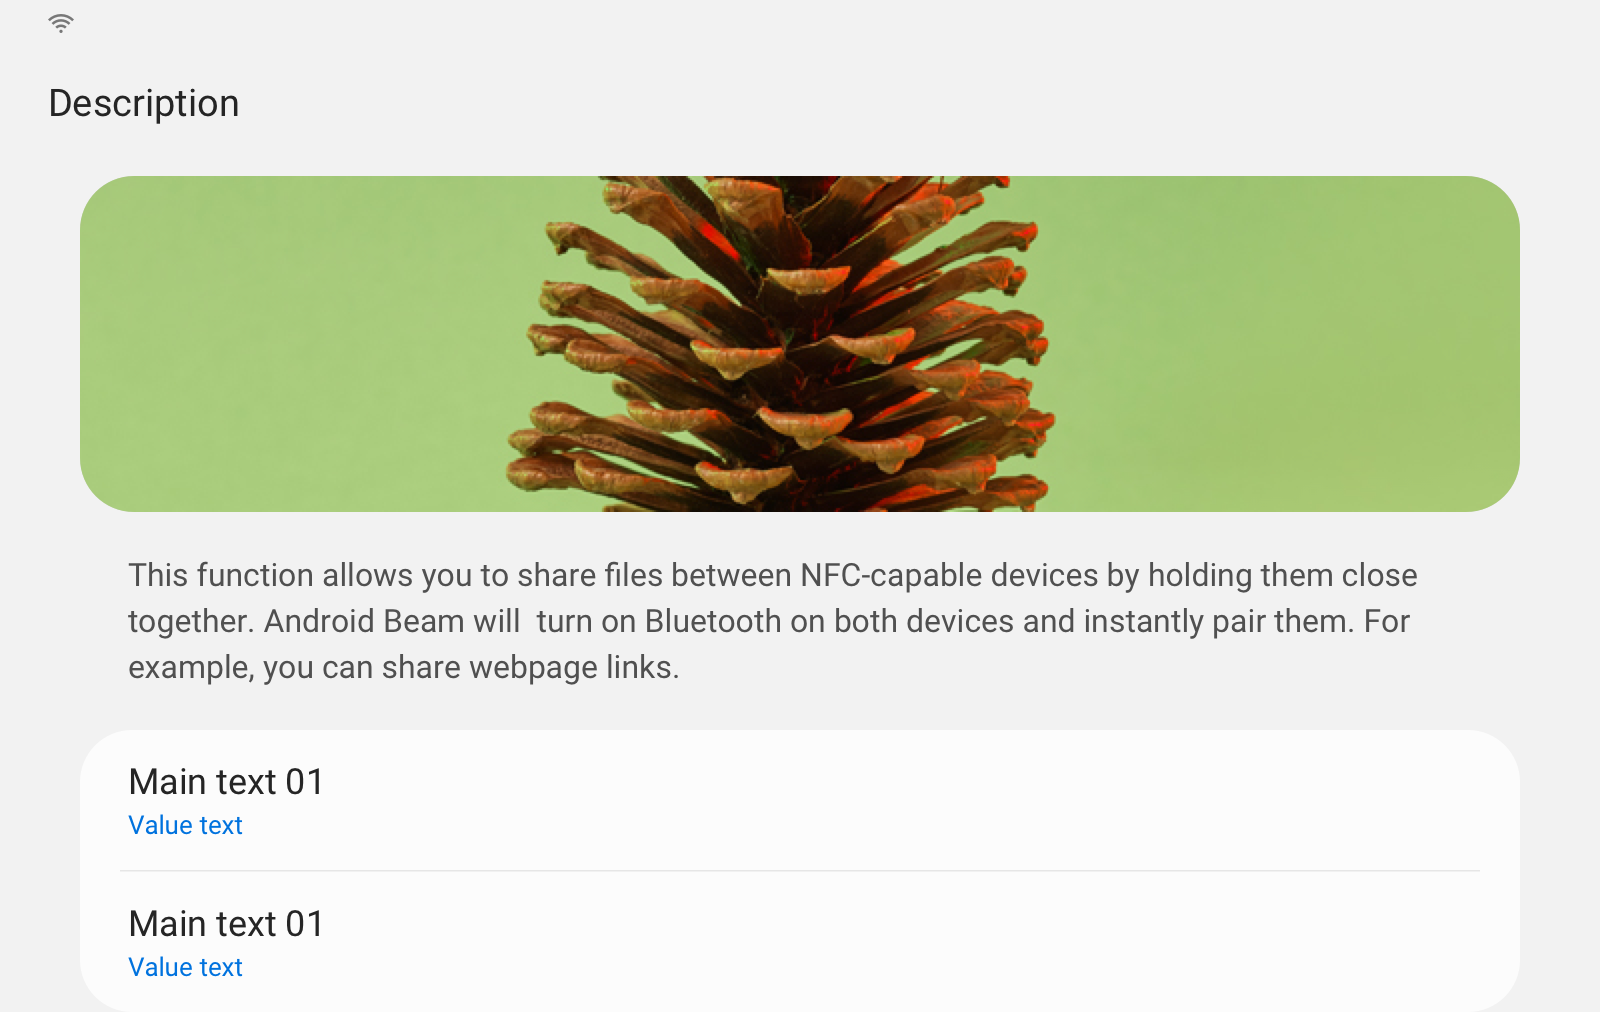 Description
This function allows you to share files between NFC-capable devices by holding them close
together. Android Beam will  turn on Bluetooth on both devices and instantly pair them. For
example, you can share webpage links.
Main text 01
Value text
Main text 01
Value text